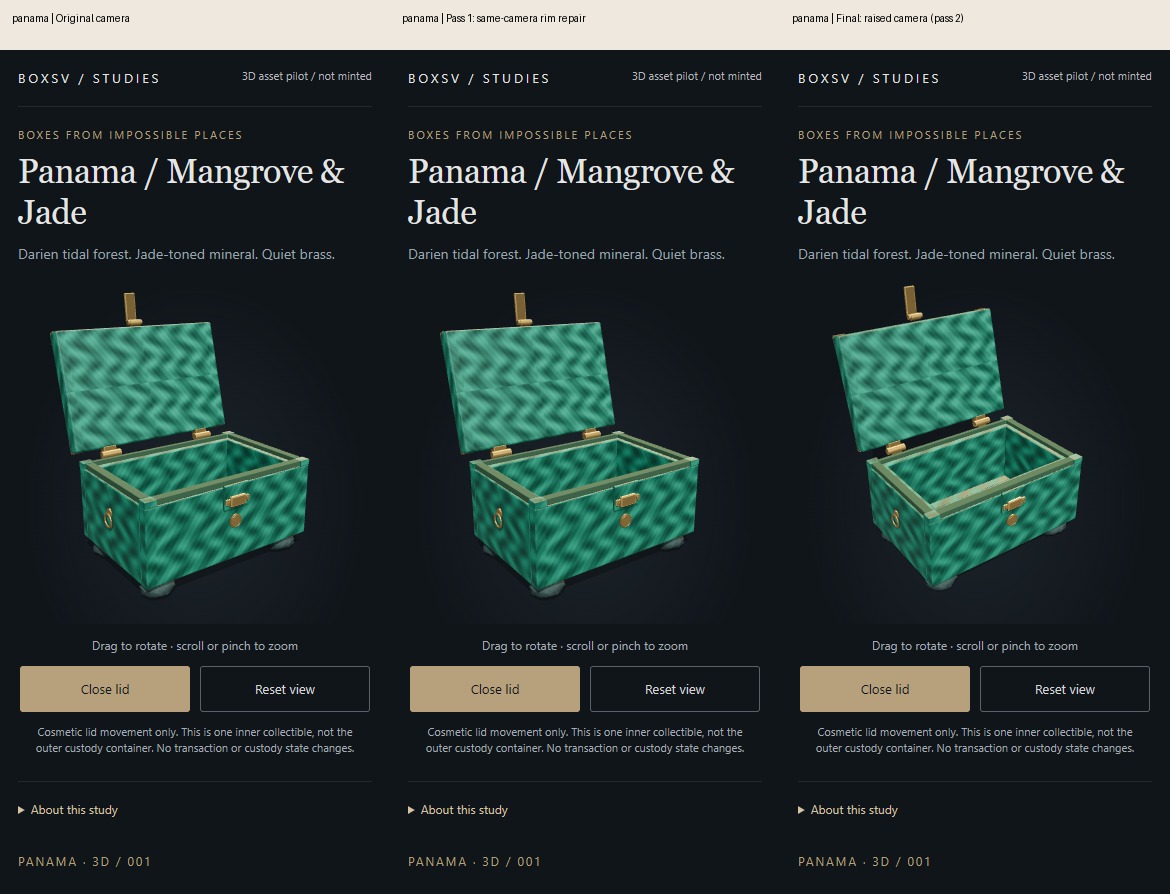 panama | Original camera
BOXSV / STUDIES
3D asset pilot / not minted
BOXES FROM IMPOSSIBLE PLACES
Panama / Mangrove &
Jade
Darien tidal forest. Jade-toned mineral. Quiet brass.
Drag to rotate · scroll or pinch to zoom
Close lid
Reset view
Cosmetic lid movement only. This is one inner collectible, not the
outer custody container. No transaction or custody state changes.
About this study
PANAMA · 3D / 001
panama | Pass 1: same-camera rim repair
BOXSV / STUDIES
3D asset pilot / not minted
BOXES FROM IMPOSSIBLE PLACES
Panama / Mangrove &
Jade
Darien tidal forest. Jade-toned mineral. Quiet brass.
Drag to rotate · scroll or pinch to zoom
Close lid
Reset view
Cosmetic lid movement only. This is one inner collectible, not the
outer custody container. No transaction or custody state changes.
About this study
PANAMA · 3D / 001
panama | Final: raised camera (pass 2)
BOXSV / STUDIES
3D asset pilot / not minted
BOXES FROM IMPOSSIBLE PLACES
Panama / Mangrove &
Jade
Darien tidal forest. Jade-toned mineral. Quiet brass.
Drag to rotate · scroll or pinch to zoom
Close lid
Reset view
Cosmetic lid movement only. This is one inner collectible, not the
outer custody container. No transaction or custody state changes.
About this study
PANAMA · 3D / 001